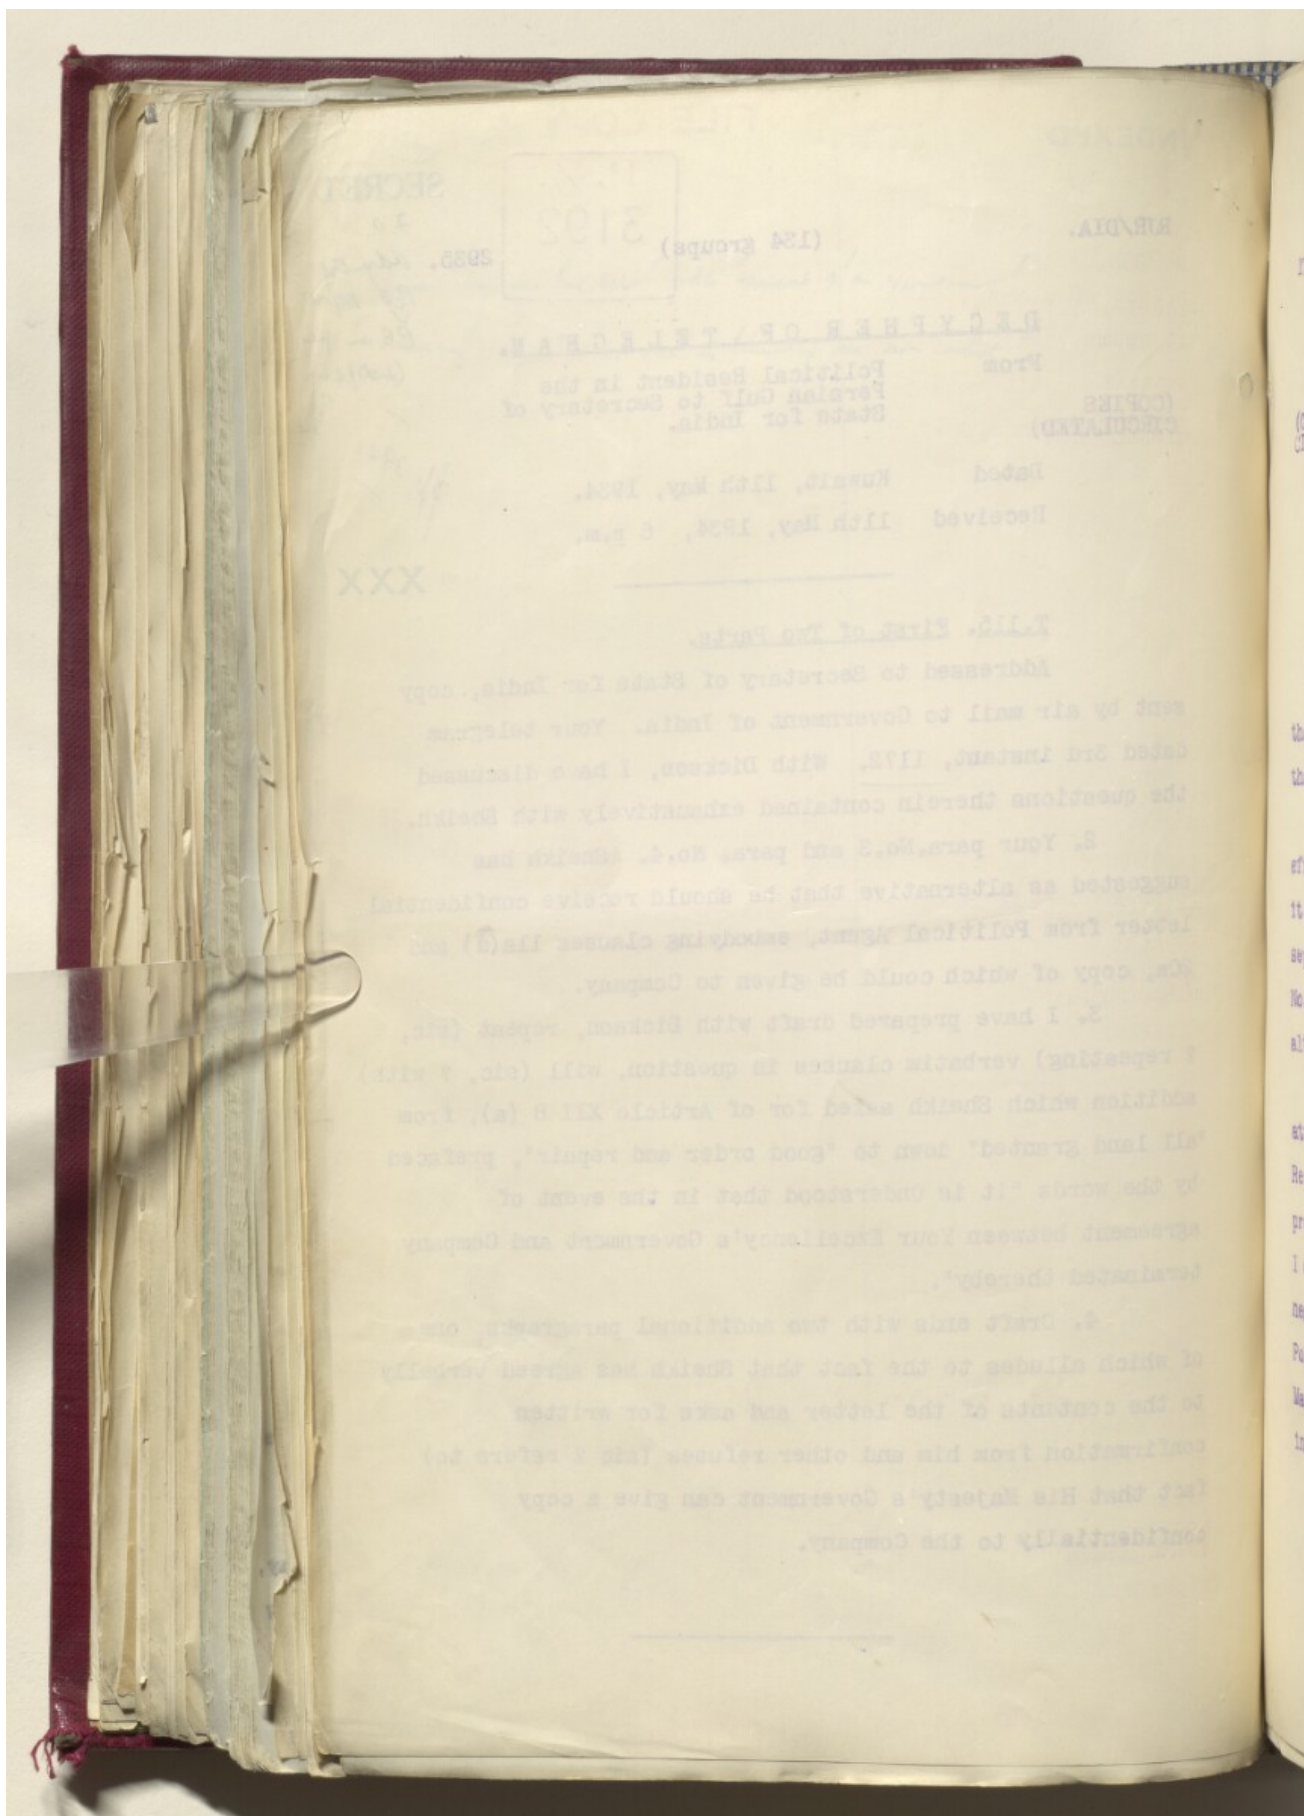 INDEXED
FILE COPY
SECRET
3192
RJR/DIA.
(134 groups)
2935.
DECYPHER OF TELEGRAM.
From Political Resident in the
Persian Gulf to Secretary of
State for India.
(COPIES
CIRCULATED)
Dated Kuwait, 11th May, 1934.
Received 11th May, 1934, 6 p.m.
XXX
T.115. First of Two Parts.
Addressed to Secretary of State for India, copy
sent by air mail to Government of India. Your telegram
dated 3rd instant, 1172. With Dickson, I have discussed
the questions therein contained exhaustively with Sheikh.
2. Your para.No.3 and para. No.4. Sheikh has
suggested as alternative that he should receive confidential
letter from Political Agent, embodying clauses 11a(d) and
20a, copy of which could be given to Company.
3. I have prepared draft with Dickson, repeat (sic,
? repeating) verbatim clauses in question, will (sic, ? with)
addition which Sheikh asked for of Article (a), from
"all land granted" down to "good order and repair", prefaced
by the words "it is understood that in the event of
agreement between Your Excellency's Government and Company
terminated thereby".
4. Draft ends with two additional paragraphs, one
of which alludes to the fact that Sheikh has agreed verbally
to the contents of the letter and asks for written
confirmation from him and other refuses (sic ? refers to)
fact that His Majesty's Government can give a copy
confidentially to the Company.